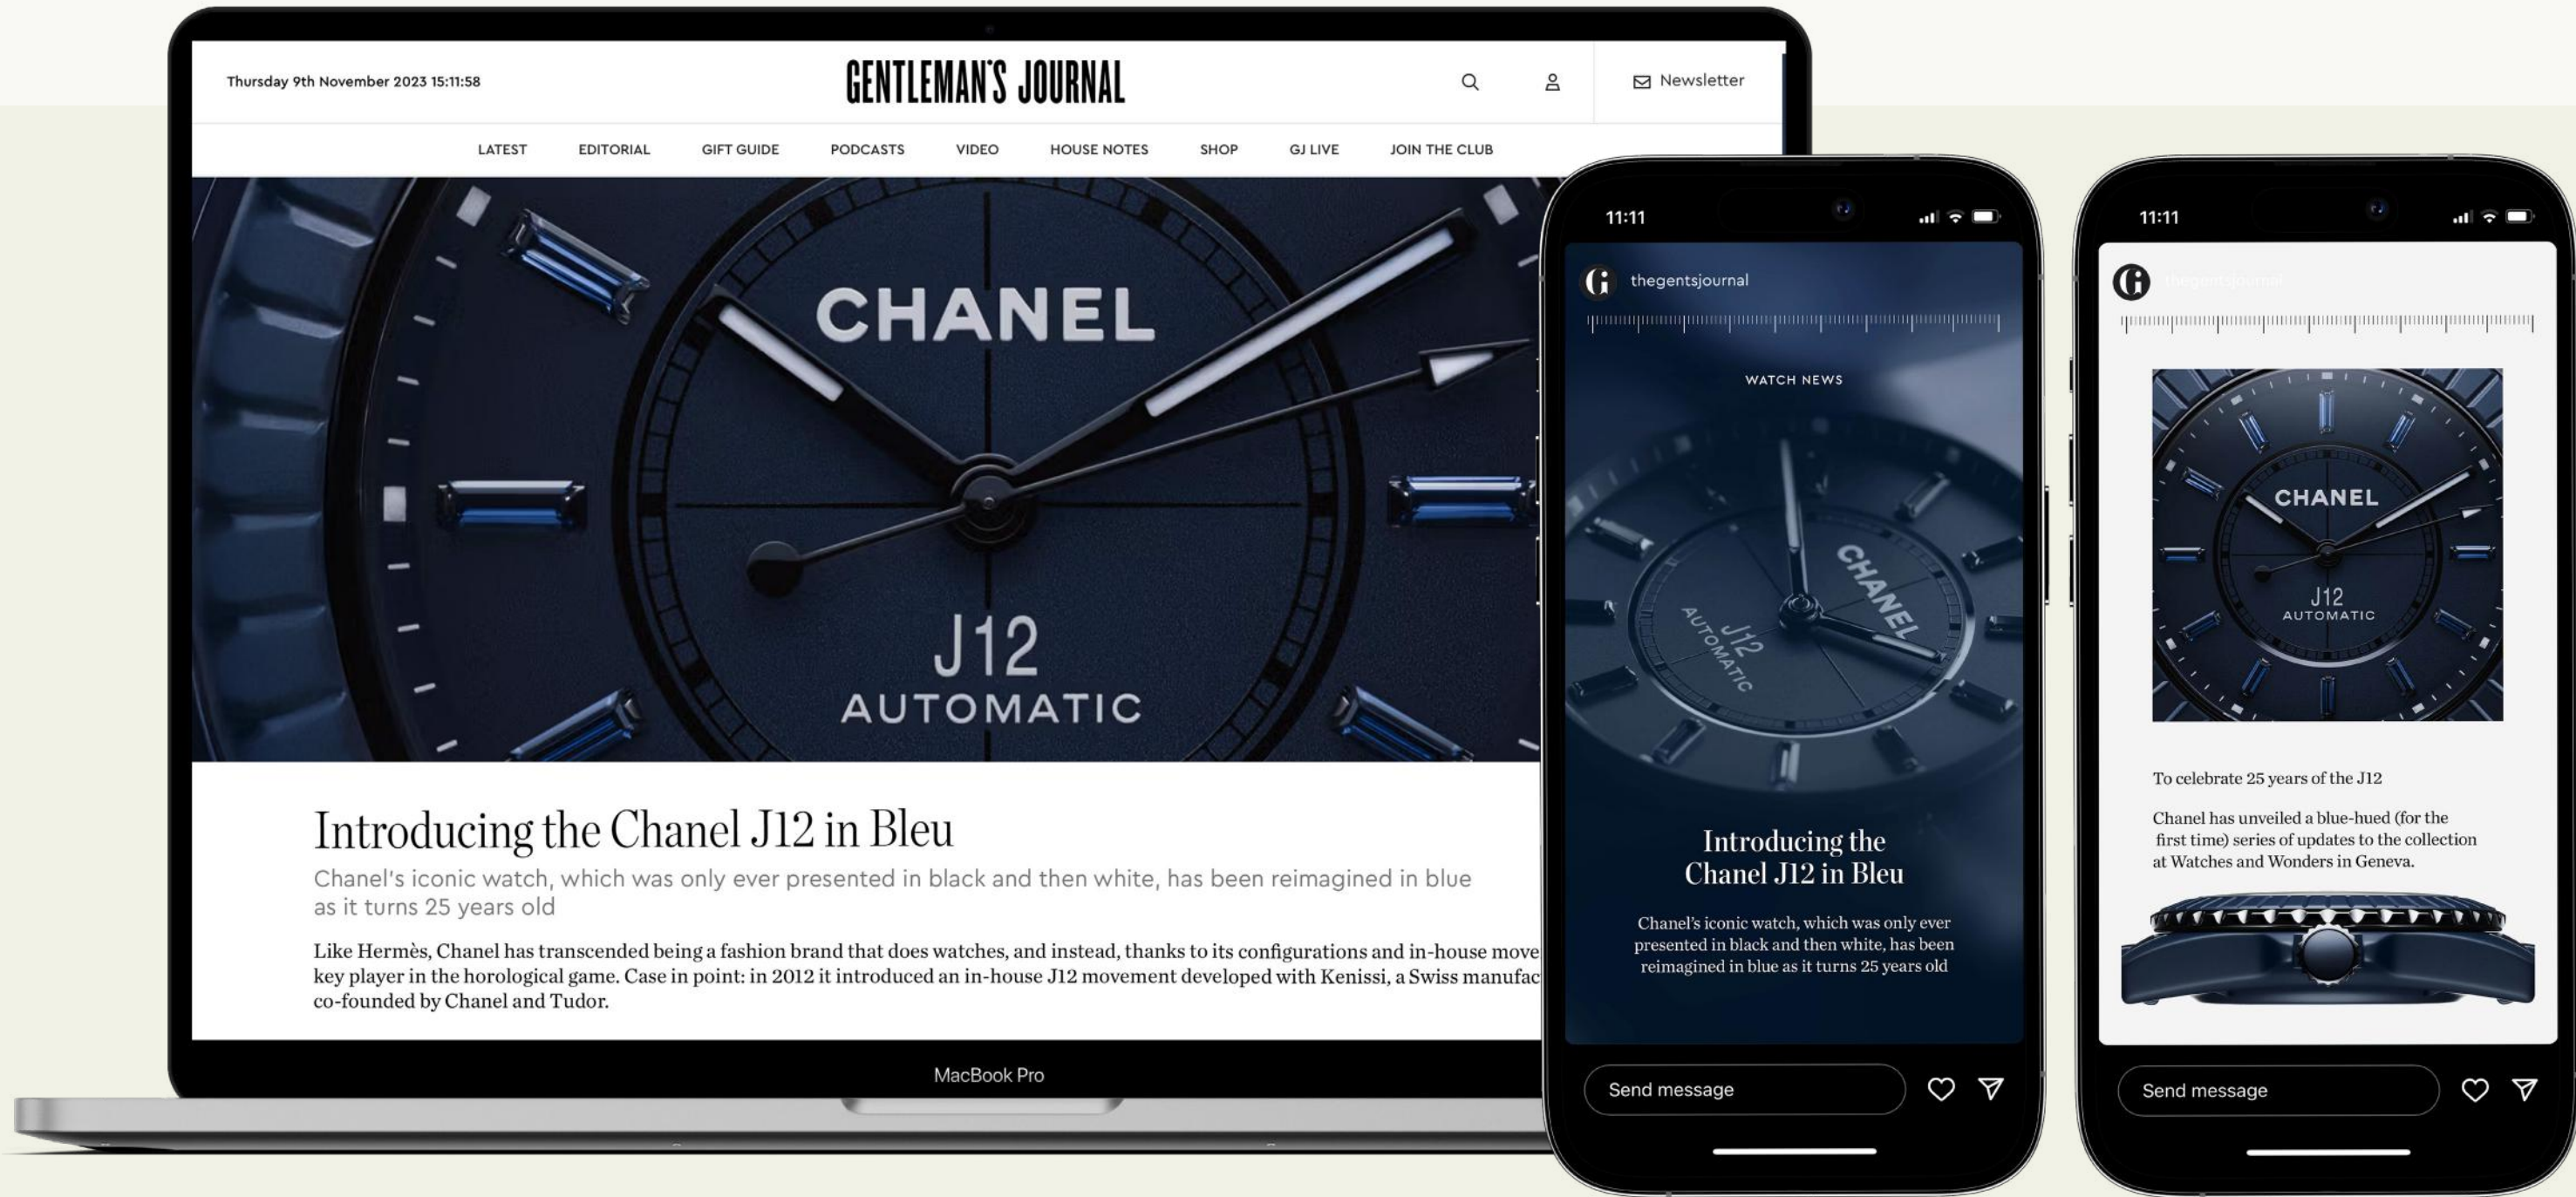 Thursday 9th November 2023 15:11:58
GENTLEMAN'S JOURNAL
Newsletter
LATEST
EDITORIAL
GIFT GUIDE
PODCASTS
VIDEO
HOUSE NOTES
SHOP
GJ LIVE
JOIN THE CLUB
CHANEL
J12
AUTOMATIC
Introducing the Chanel J12 in Bleu
Chanel's iconic watch, which was only ever presented in black and then white, has been reimagined in blue
as it turns 25 years old
Like Hermès, Chanel has transcended being a fashion brand that does watches, and instead, thanks to its configurations and in-house move
key player in the horological game. Case in point: in 2012 it introduced an in-house J12 movement developed with Kenissi, a Swiss manufac
co-founded by Chanel and Tudor.
MacBook Pro
11:11
thegentsjournal
WATCH NEWS
CHANEL
J12
AUTOMATIC
Introducing the
Chanel J12 in Bleu
Chanel's iconic watch, which was only ever
presented in black and then white, has been
reimagined in blue as it turns 25 years old
Send message
11:11
G
thegentsjournal
CHANEL
J12
AUTOMATIC
To celebrate 25 years of the J12
Chanel has unveiled a blue-hued (for the
first time) series of updates to the collection
at Watches and Wonders in Geneva.
Send message